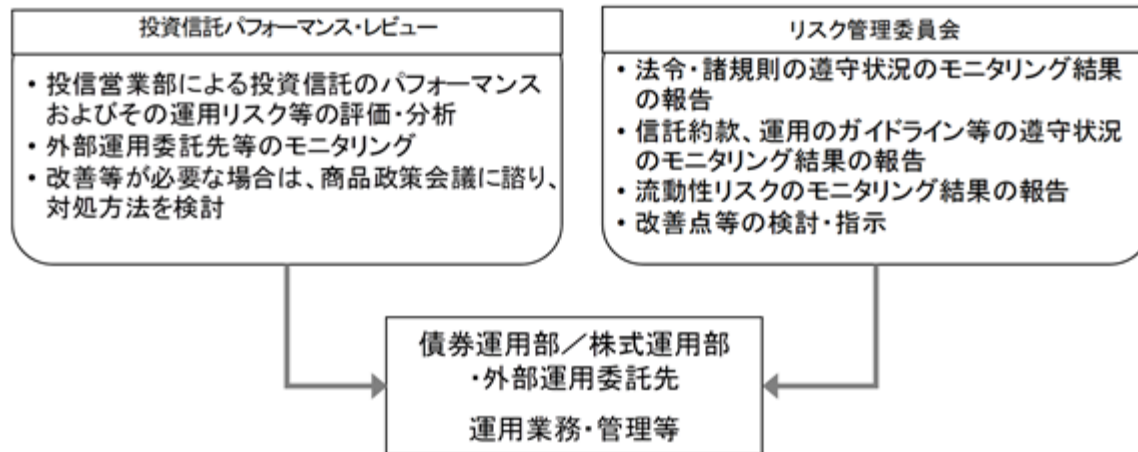 投資信託パフォーマンス・レビュー
・投信営業部による投資信託のパフォーマンス
およびその運用リスク等の評価・分析
・外部運用委託先等のモニタリング
・改善等が必要な場合は、商品政策会議に諮り、
対処方法を検討
リスク管理委員会
・法令・諸規則の遵守状況のモニタリング結果
の報告
・信託約款、運用のガイドライン等の遵守状況
のモニタリング結果の報告
・流動性リスクのモニタリング結果の報告
・改善点等の検討・指示
債券運用部／株式運用部
・外部運用委託先
運用業務・管理等